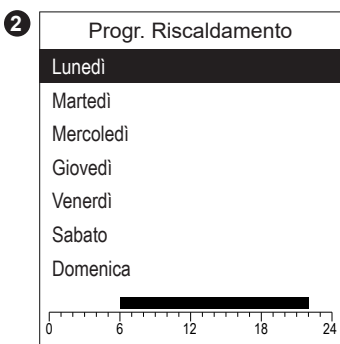 2
Progr. Riscaldamento
Lunedì
Martedì
Mercoledì
Giovedì
Venerdì
Sabato
Domenica
0 6 12 18 24